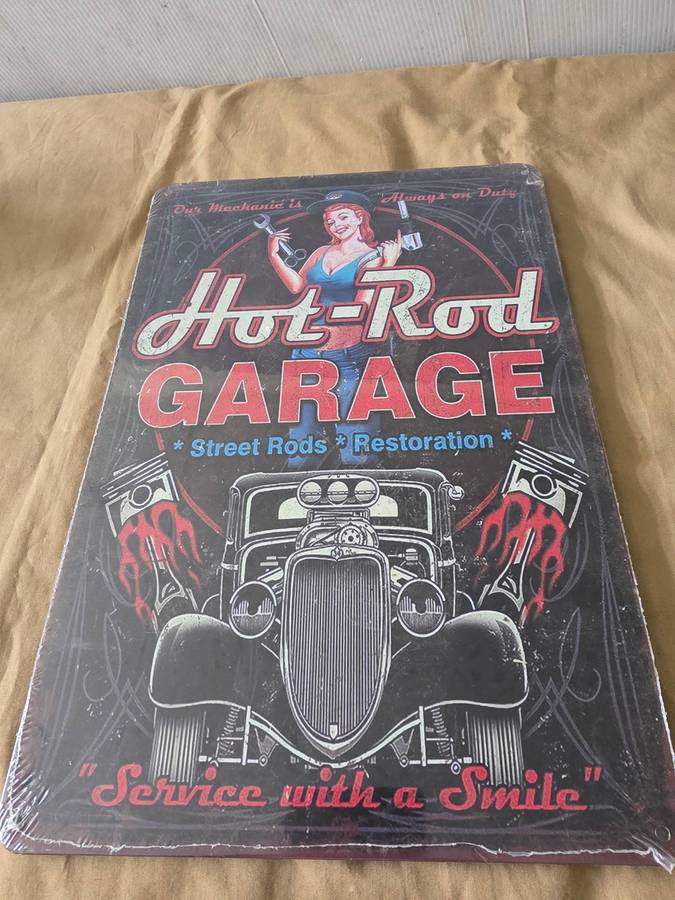 Our Mechanic is Always on Duty
Hot-Rod
GARAGE
* Street Rods * Restoration *
"Service with a Smile"